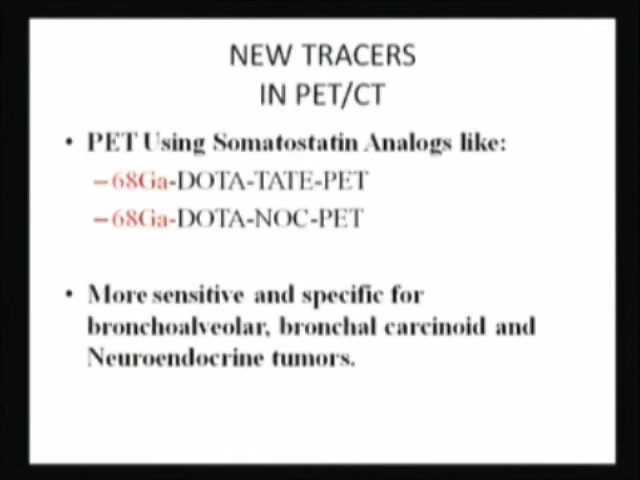 NEW TRACERS
IN PET/CT
• PET Using Somatostatin Analogs like:
–68Ga-DOTA-TATE-PET
–68Ga-DOTA-NOC-PET
• More sensitive and specific for
bronchoalveolar, bronchal carcinoid and
Neuroendocrine tumors.